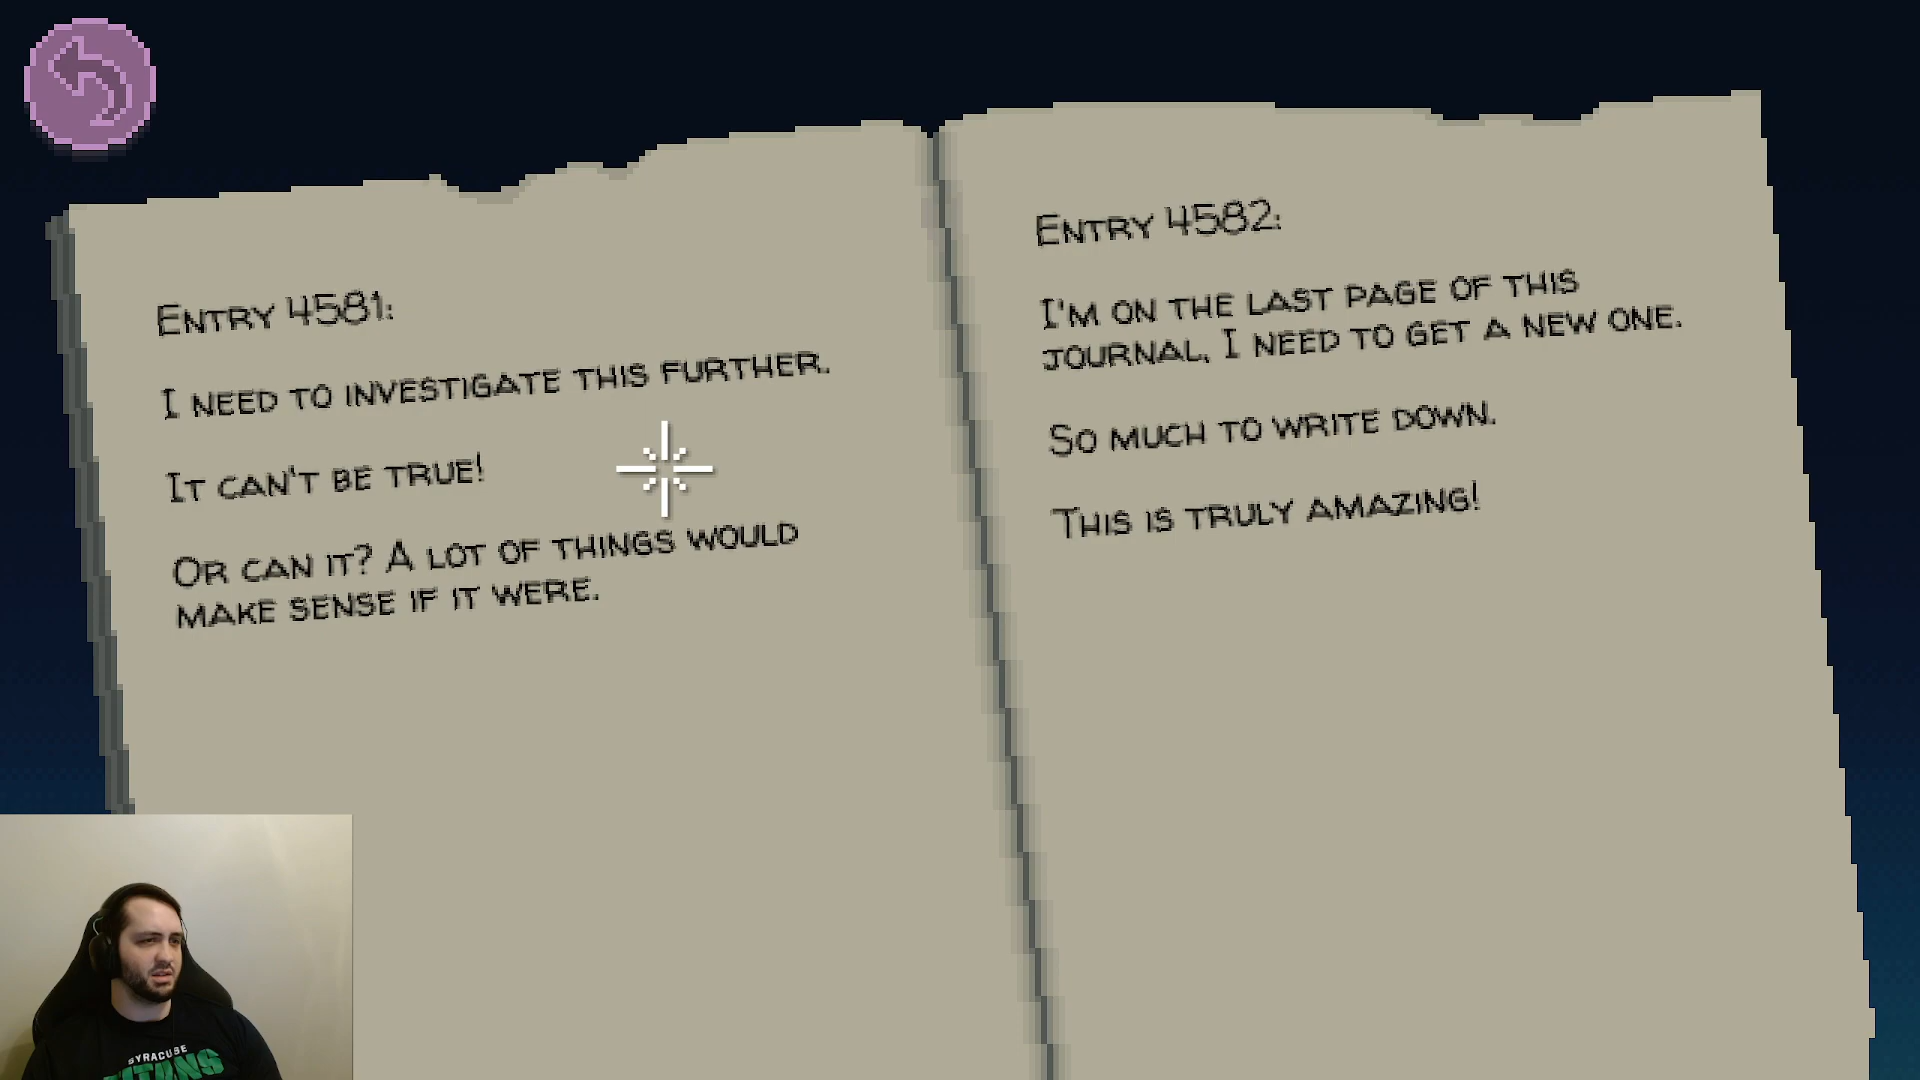 Entry 4581:
I need to investigate this further.
It can't be true!
Or can it? A lot of things would
make sense if it were.
Entry 4582:
I'm on the last page of this
journal, I need to get a new one.
So much to write down.
This is truly amazing!
SYRACUSE
TITANS